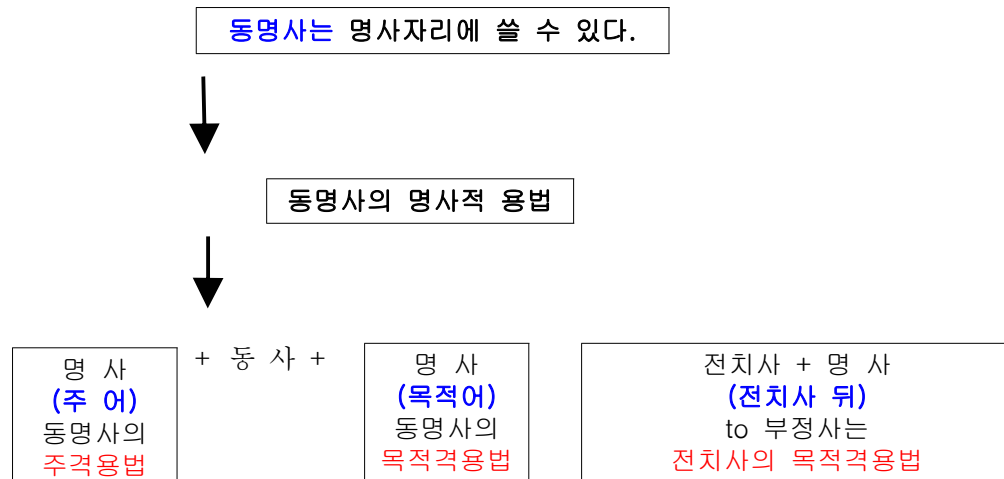 동명사는 명사자리에 쓸 수 있다.
동명사의 명사적 용법
명 사
(주 어)
동명사의
주격용법
+ 동 사 +
명 사
(목적어)
동명사의
목적격용법
전치사 + 명 사
(전치사 뒤)
to 부정사는
전치사의 목적격용법